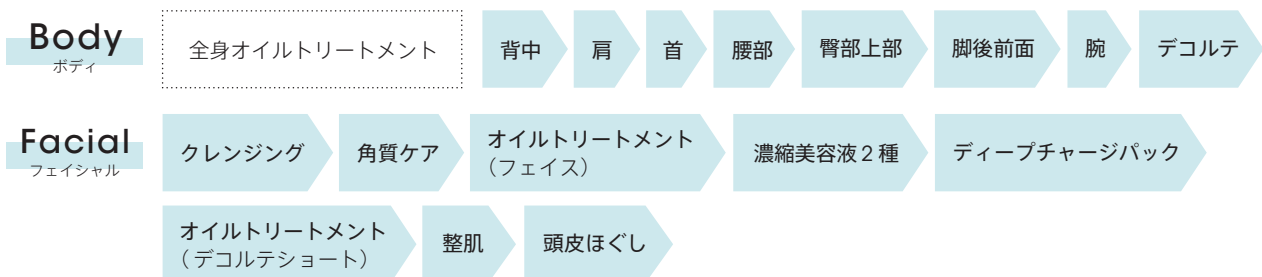 Body
ボディ
全身オイルトリートメント
背中
肩
首
腰部
臀部上部
脚後前面
腕
デコルテ
Facial
フェイシャル
クレンジング
角質ケア
オイルトリートメント
(フェイス)
濃縮美容液2種
ディープチャージパック
オイルトリートメント
(デコルテショート)
整肌
頭皮ほぐし